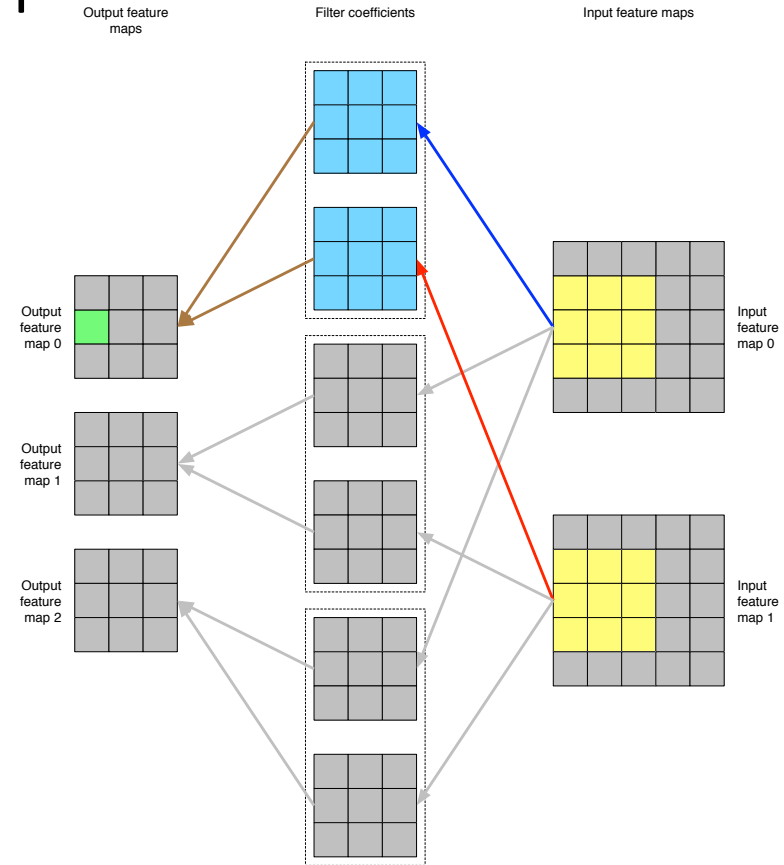 Output feature
maps
Filter coefficients
Input feature maps
Output
feature
map 0
Input
feature
map 0
Output
feature
map 1
Output
feature
map 2
Input
feature
map 1